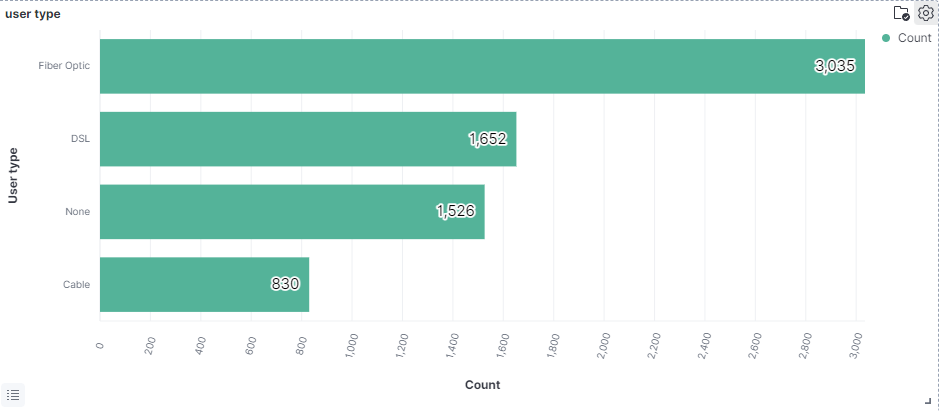 user type
Count
Fiber Optic
3,035
DSL
1,652
None
1,526
Cable
830
User type
0
200
400
600
800
1,000
1,200
1,400
1,600
1,800
2,000
2,200
2,400
2,600
2,800
3,000
Count